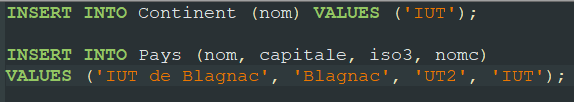 INSERT INTO Continent (nom) VALUES ('IUT');
INSERT INTO Pays (nom, capitale, iso3, nomc)
VALUES ('IUT de Blagnac', 'Blagnac', 'UT2', 'IUT');